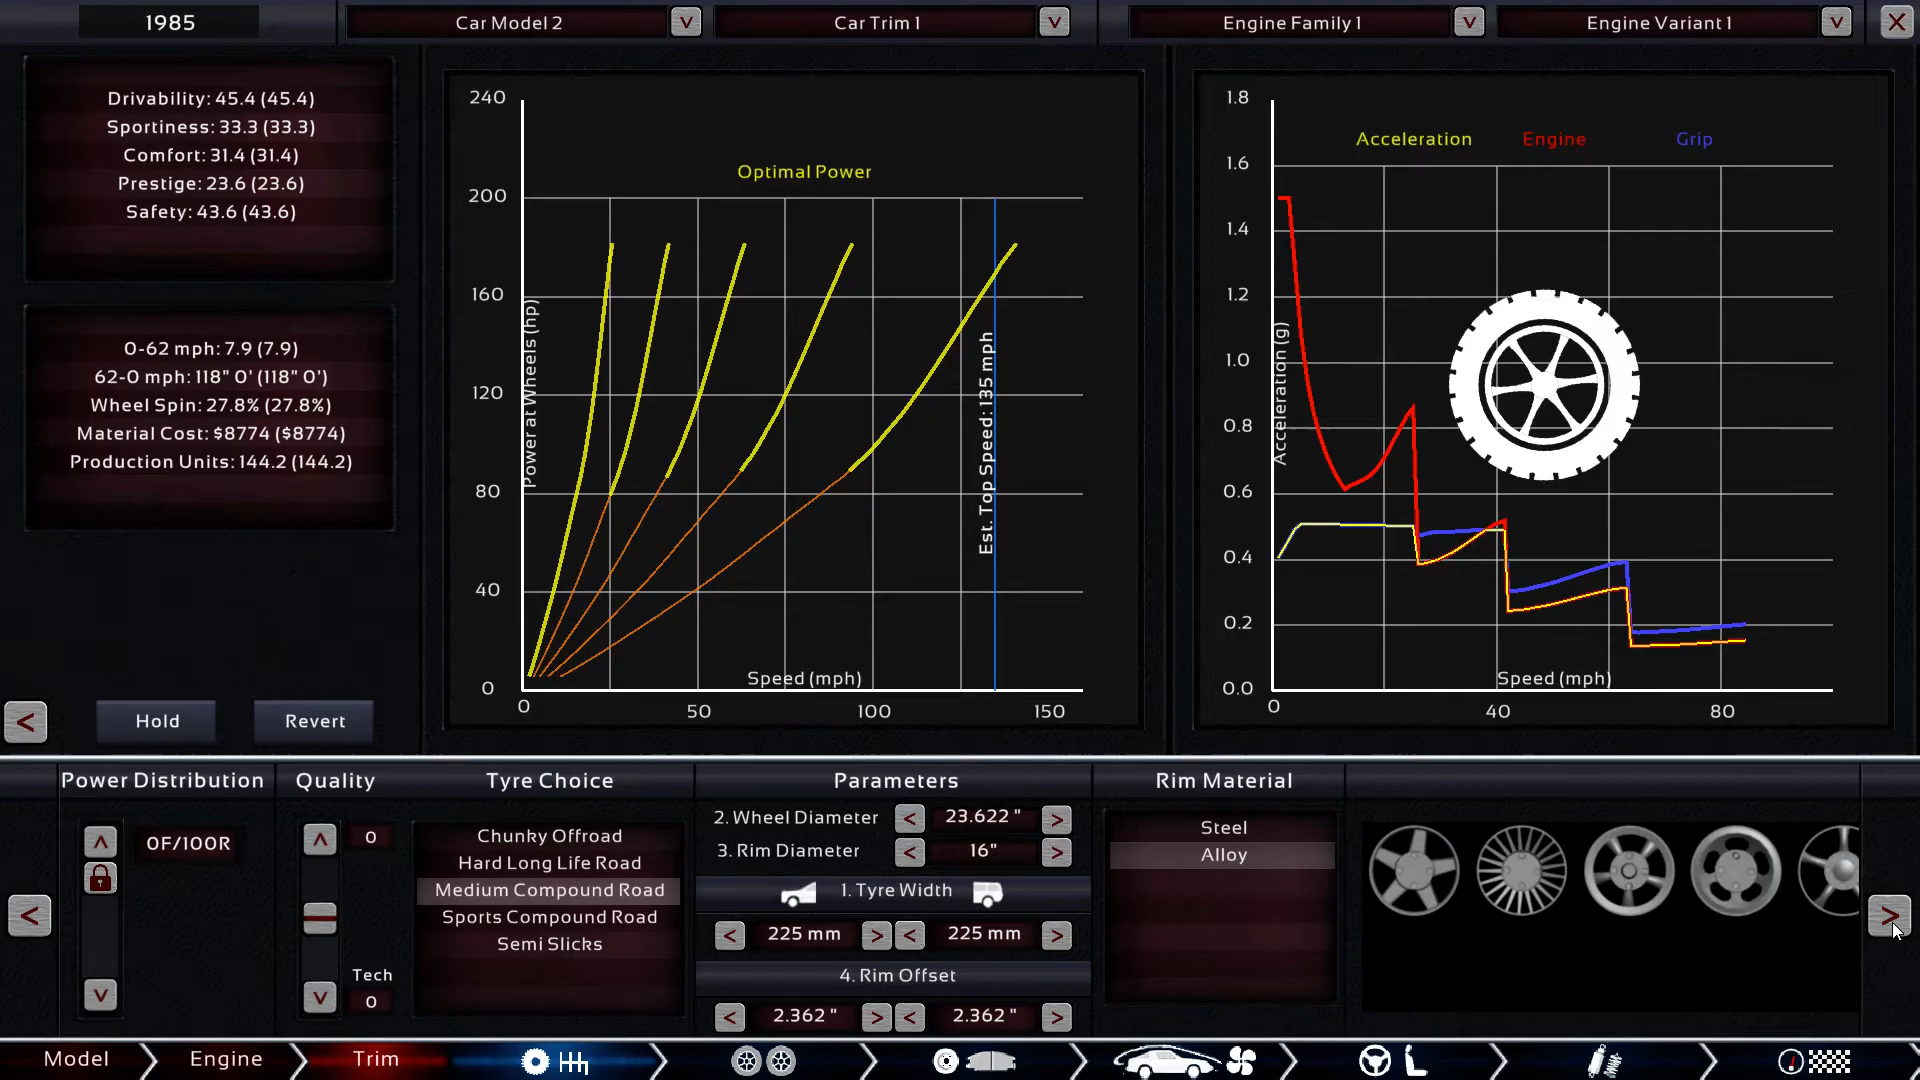 1985
Car Model 2
Car Trim 1
Engine Family 1
Engine Variant 1
Drivability: 45.4 (45.4)
Sportiness: 33.3 (33.3)
Comfort: 31.4 (31.4)
Prestige: 23.6 (23.6)
Safety: 43.6 (43.6)
0-62 mph: 7.9 (7.9)
62-0 mph: 118" 0' (118" 0')
Wheel Spin: 27.8% (27.8%)
Material Cost: $8774 ($8774)
Production Units: 144.2 (144.2)
Hold
Revert
240
200
160
120
80
40
0
Optimal Power
Power at Wheels (hp)
Est. Top Speed: 135 mph
Speed (mph)
0
50
100
150
1.8
1.6
1.4
1.2
1.0
0.8
0.6
0.4
0.2
0.0
Acceleration
Engine
Grip
Acceleration (g)
Speed (mph)
0
40
80
Power Distribution
0F/100R
Quality
0
Tech
0
Tyre Choice
Chunky Offroad
Hard Long Life Road
Medium Compound Road
Sports Compound Road
Semi Slicks
Parameters
2. Wheel Diameter
23.622 "
3. Rim Diameter
16"
1. Tyre Width
225 mm
225 mm
4. Rim Offset
2.362 "
2.362 "
Rim Material
Steel
Alloy
Model
Engine
Trim